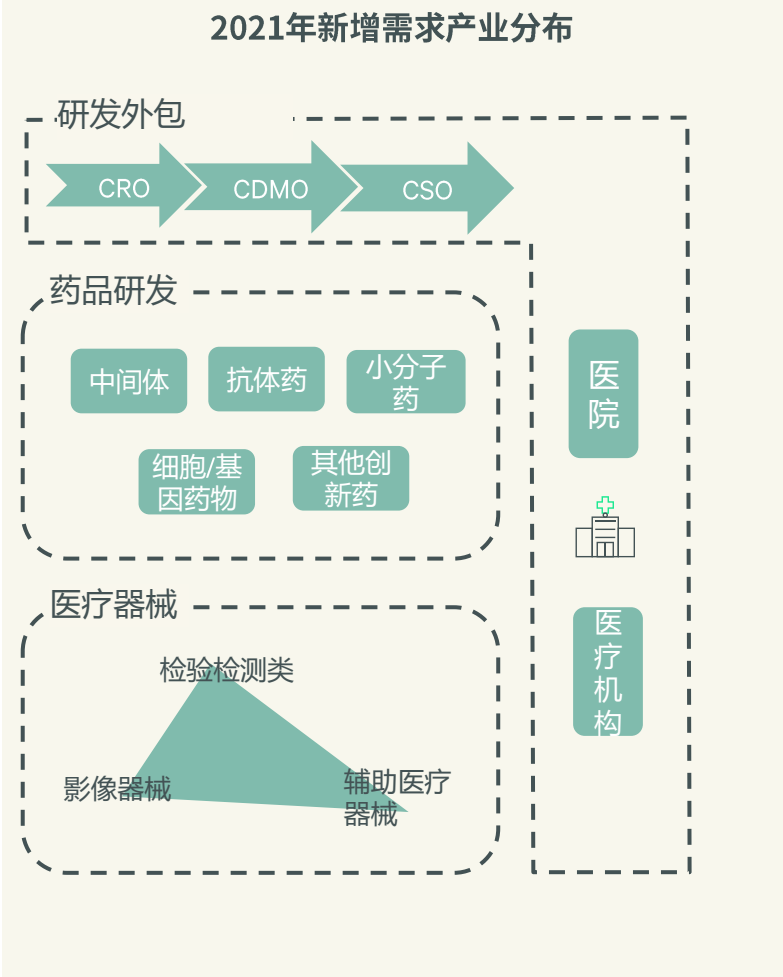 2021年新增需求产业分布
研发外包
CRO
CDMO
CSO
药品研发
中间体
抗体药
小分子
药
细胞/基
因药物
其他创
新药
医疗器械
检验检测类
影像器械
辅助医疗
器械
医
院
医
疗
机
构